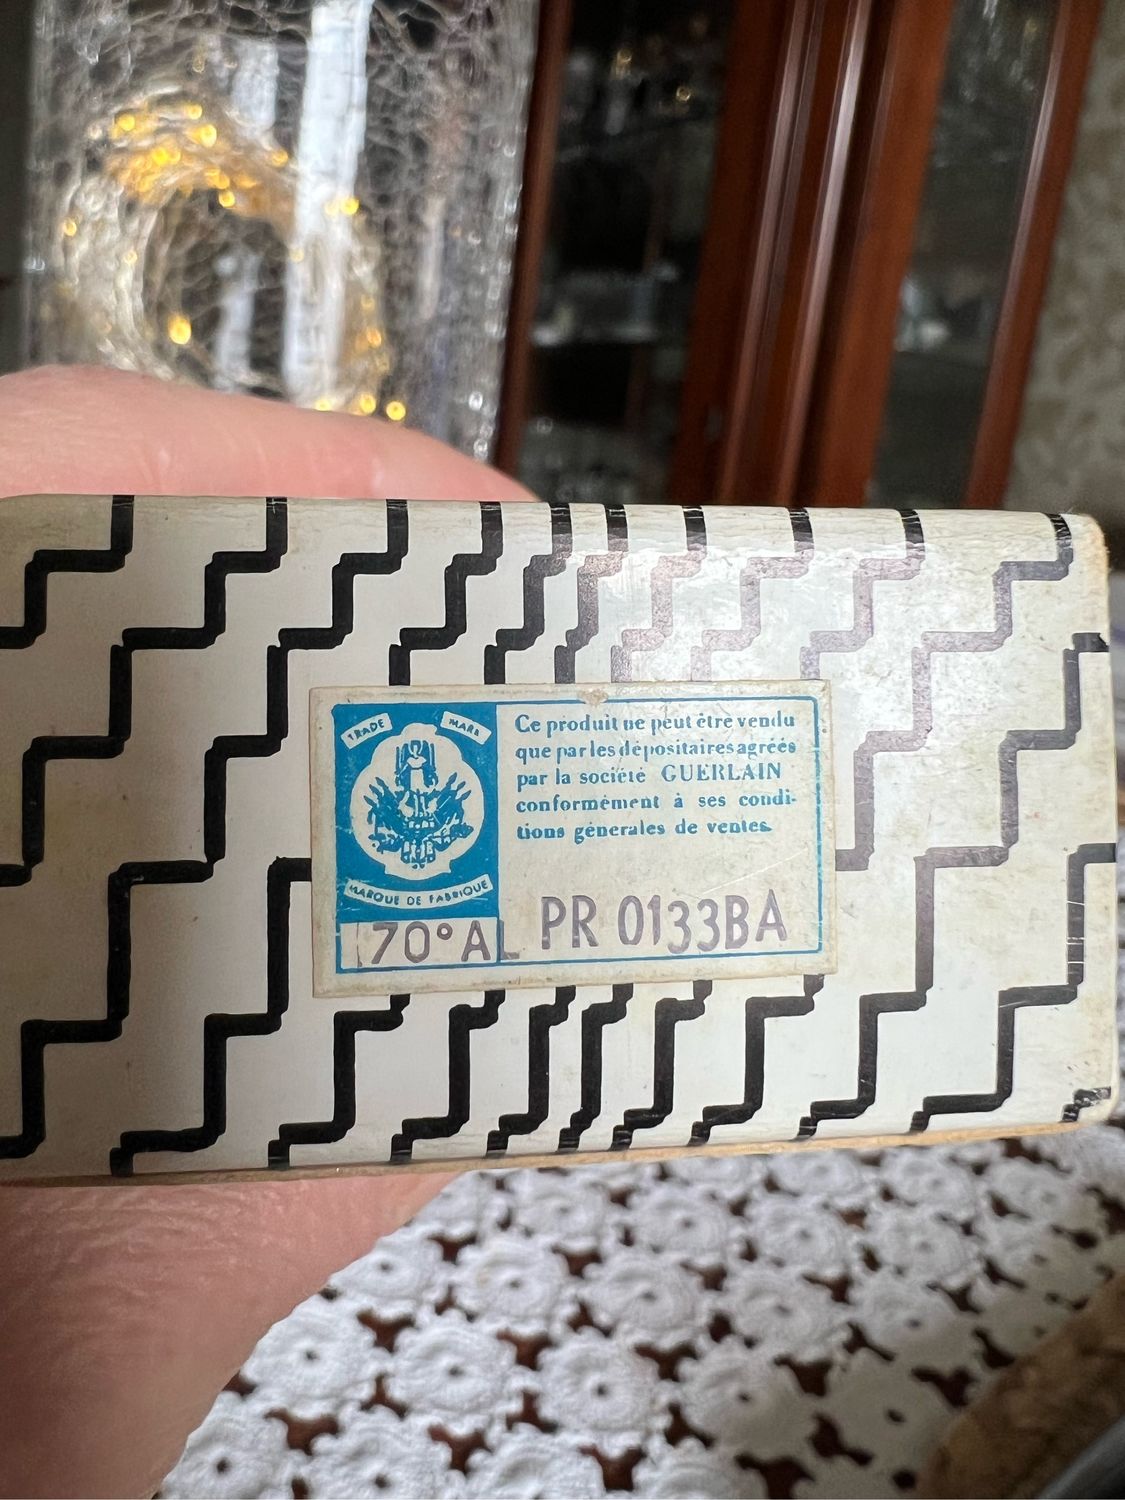 TRADE MARK
MARQUE DE FABRIQUE
70° AL
Ce produit ne peut être vendu
que par les dépositaires agréés
par la société GUERLAIN
conformément à ses condi-
tions générales de ventes.
PR 0133BA